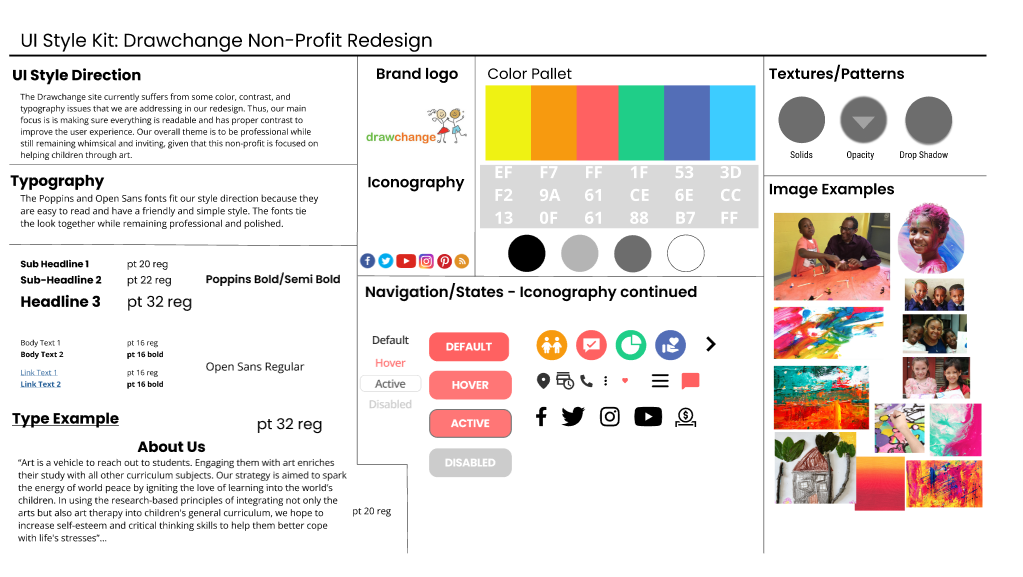 UI Style Kit: Drawchange Non-Profit Redesign
UI Style Direction
The Drawchange site currently suffers from some color, contrast, and
typography issues that we are addressing in our redesign. Thus, our main
focus is is making sure everything is readable and has proper contrast to
improve the user experience. Our overall theme is to be professional while
still remaining whimsical and inviting, given that this non-profit is focused on
helping children through art.
Typography
The Poppins and Open Sans fonts fit our style direction because they
are easy to read and have a friendly and simple style. The fonts tie
the look together while remaining professional and polished.
Sub Headline 1 pt 20 reg
Sub-Headline 2 pt 22 reg
Poppins Bold/Semi Bold
Headline 3 pt 32 reg
Body Text 1 pt 16 reg
Body Text 2 pt 16 bold
Open Sans Regular
Link Text 1 pt 16 reg
Link Text 2 pt 16 bold
Type Example
pt 32 reg
About Us
“Art is a vehicle to reach out to students. Engaging them with art enriches
their study with all other curriculum subjects. Our strategy is aimed to spark
the energy of world peace by igniting the love of learning into the world's
children. In using the research-based principles of integrating not only the
arts but also art therapy into children's general curriculum, we hope to
increase self-esteem and critical thinking skills to help them better cope
with life's stresses”...
pt 20 reg
Brand logo
drawchange
Iconography
Color Pallet
EF F7 FF 1F 53 3D
F2 9A 61 CE 6E CC
13 0F 61 88 B7 FF
Navigation/States - Iconography continued
Default
Hover
Active
Disabled
DEFAULT
HOVER
ACTIVE
DISABLED
Textures/Patterns
Solids Opacity Drop Shadow
Image Examples